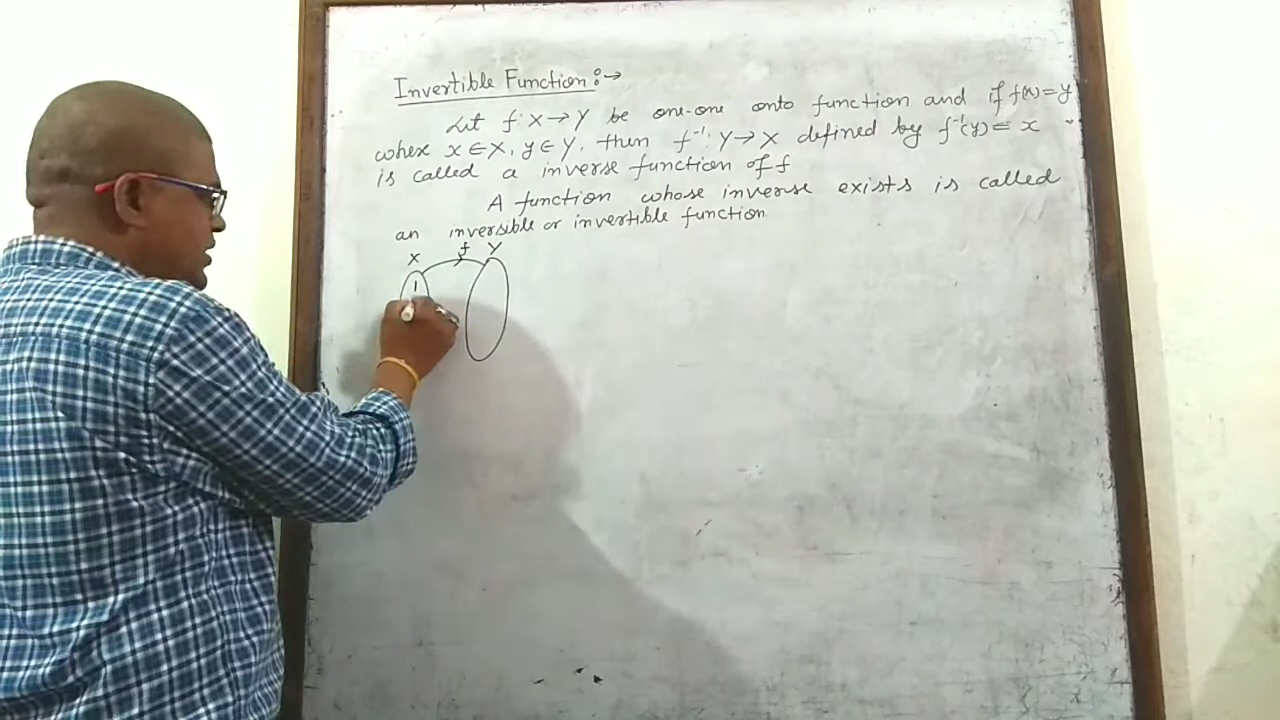 Invertible Function :→
Let f: X → Y be one-one onto function and if f(x) = y
where x ∈ X, y ∈ Y. then f⁻¹: Y → X defined by f⁻¹(y) = x
is called a inverse function of f
A function whose inverse exists is called
an inversible or invertible function.
X f Y
1